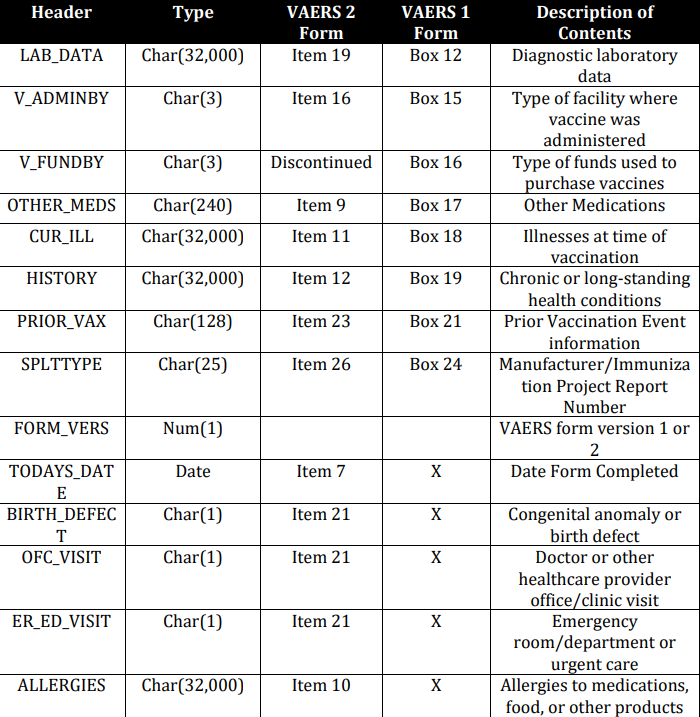 Header Type VAERS 2 Form VAERS 1 Form Description of Contents
LAB_DATA Char(32,000) Item 19 Box 12 Diagnostic laboratory data
V_ADMINBY Char(3) Item 16 Box 15 Type of facility where vaccine was administered
V_FUNDBY Char(3) Discontinued Box 16 Type of funds used to purchase vaccines
OTHER_MEDS Char(240) Item 9 Box 17 Other Medications
CUR_ILL Char(32,000) Item 11 Box 18 Illnesses at time of vaccination
HISTORY Char(32,000) Item 12 Box 19 Chronic or long-standing health conditions
PRIOR_VAX Char(128) Item 23 Box 21 Prior Vaccination Event information
SPLTTYPE Char(25) Item 26 Box 24 Manufacturer/Immunization Project Report Number
FORM_VERS Num(1) VAERS form version 1 or 2
TODAYS_DATE Date Item 7 X Date Form Completed
BIRTH_DEFECT Char(1) Item 21 X Congenital anomaly or birth defect
OFC_VISIT Char(1) Item 21 X Doctor or other healthcare provider office/clinic visit
ER_ED_VISIT Char(1) Item 21 X Emergency room/department or urgent care
ALLERGIES Char(32,000) Item 10 X Allergies to medications, food, or other products